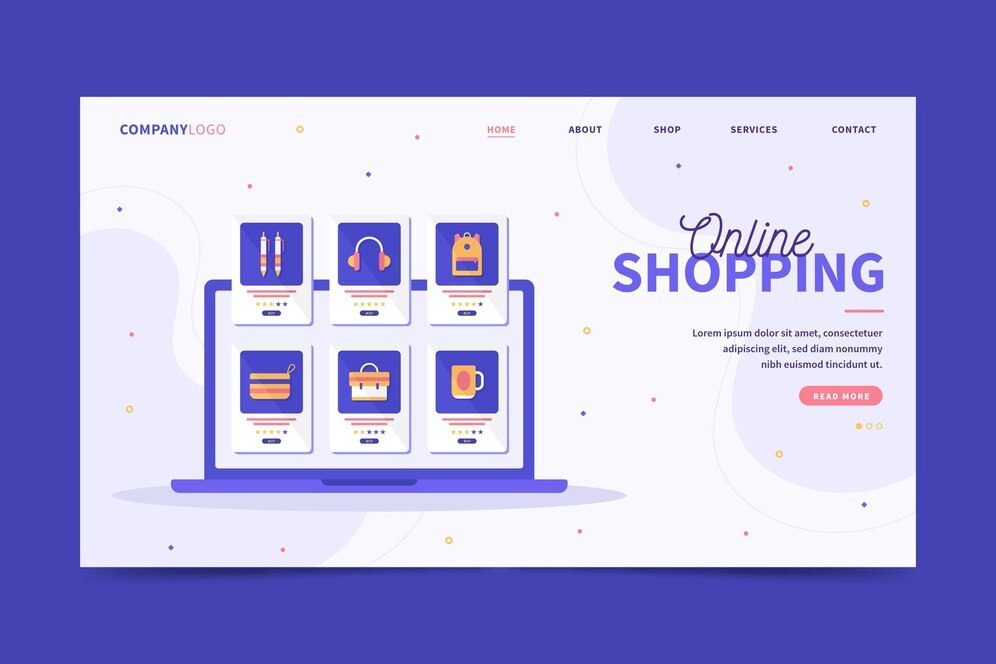 COMPANYLOGO
HOME ABOUT SHOP SERVICES CONTACT
Online
SHOPPING
Lorem ipsum dolor sit amet, consectetuer
adipiscing elit, sed diam nonummy
nibh euismod tincidunt ut.
READ MORE
BUY BUY BUY
BUY BUY BUY